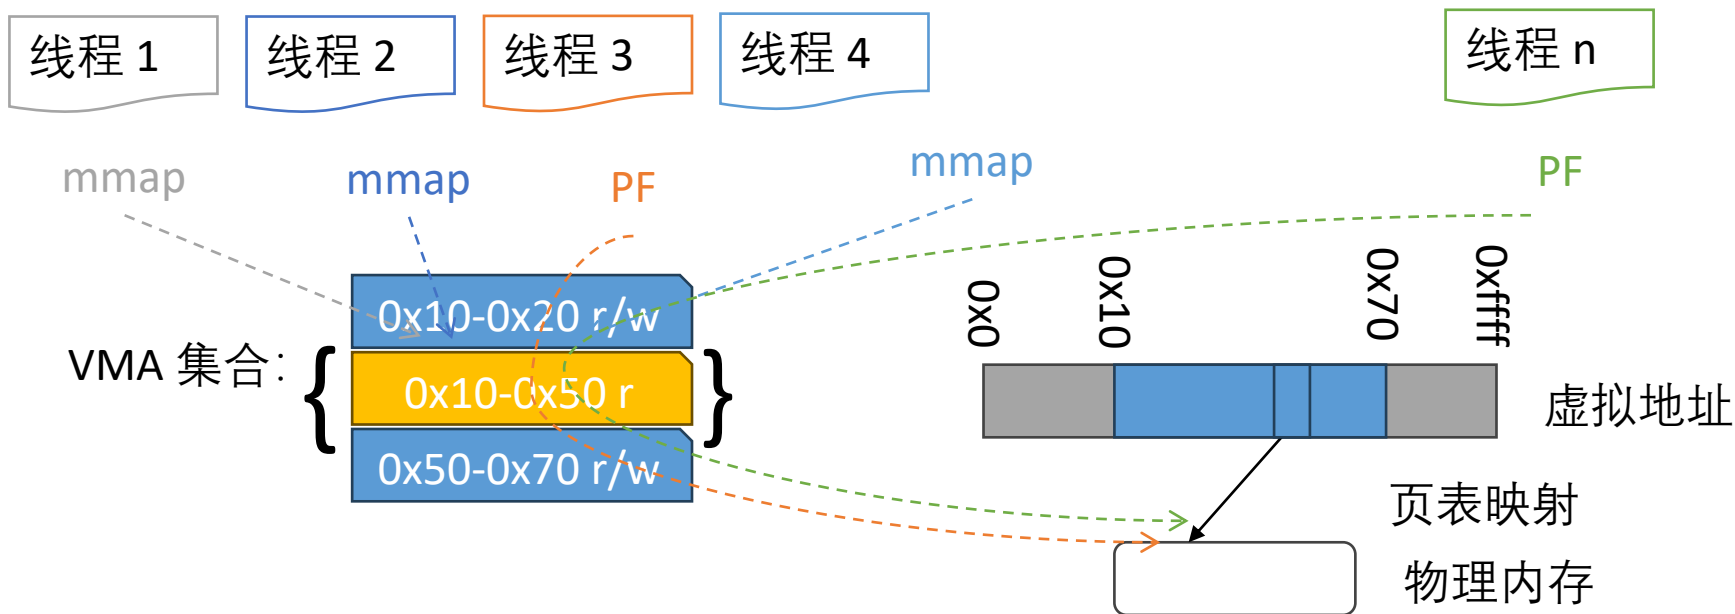 线程 1
线程 2
线程 3
线程 4
线程 n
mmap
mmap
PF
mmap
PF
0x0
0x10
0x70
0xffff
0x10-0x20 r/w
VMA 集合:
{
0x10-0x50 r
}
0x50-0x70 r/w
虚拟地址
页表映射
物理内存